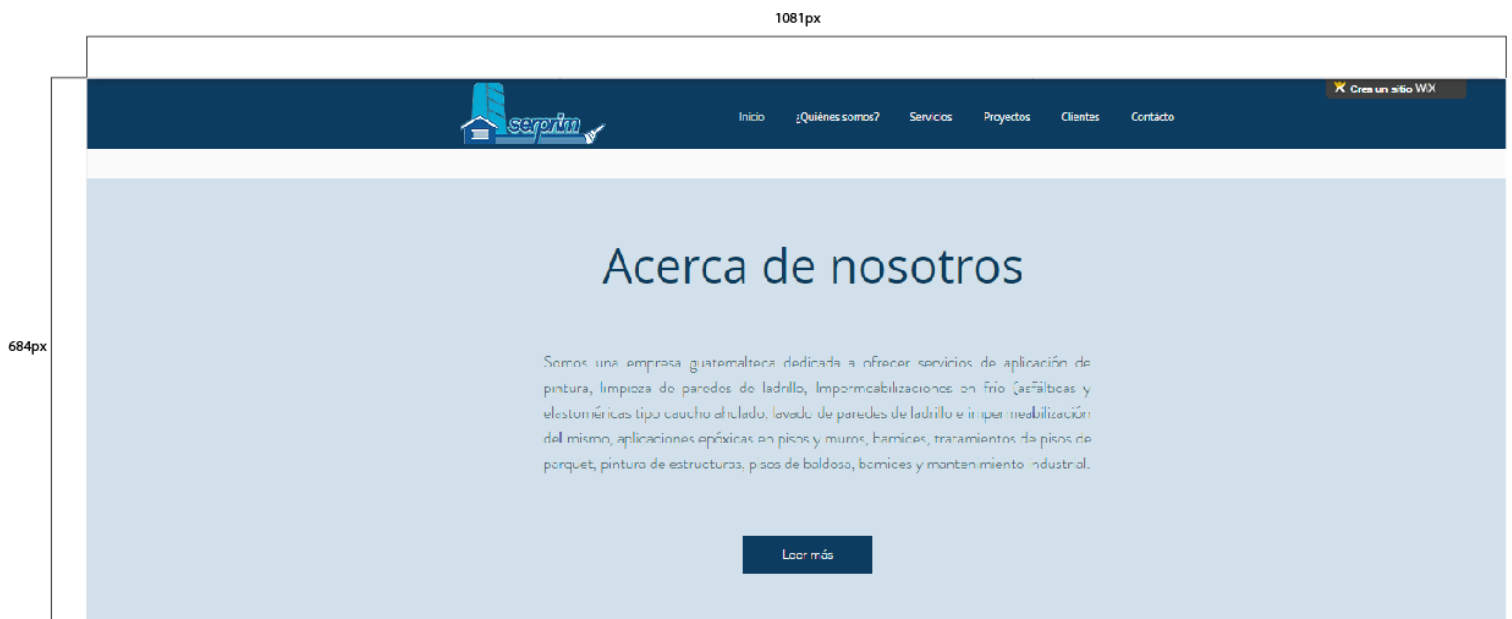 1081px
Crea un sitio WiX
serprim
Inicio ¿Quiénes somos? Servicios Proyectos Clientes Contácto
Acerca de nosotros
684px
Somos una empresa guatemalteca dedicada a ofrecer servicios de aplicación de
pintura, limpieza de paredes de ladrillo, Impermeabilizaciones en frío (asfálticas y
elastoméricas tipo caucho ahulado, lavado de paredes de ladrillo e impermeabilización
del mismo, aplicaciones epóxicas en pisos y muros, barnices, tratamientos de pisos de
parquet, pintura de estructuras, pisos de baldosa, barnices y mantenimiento industrial.
Leer más